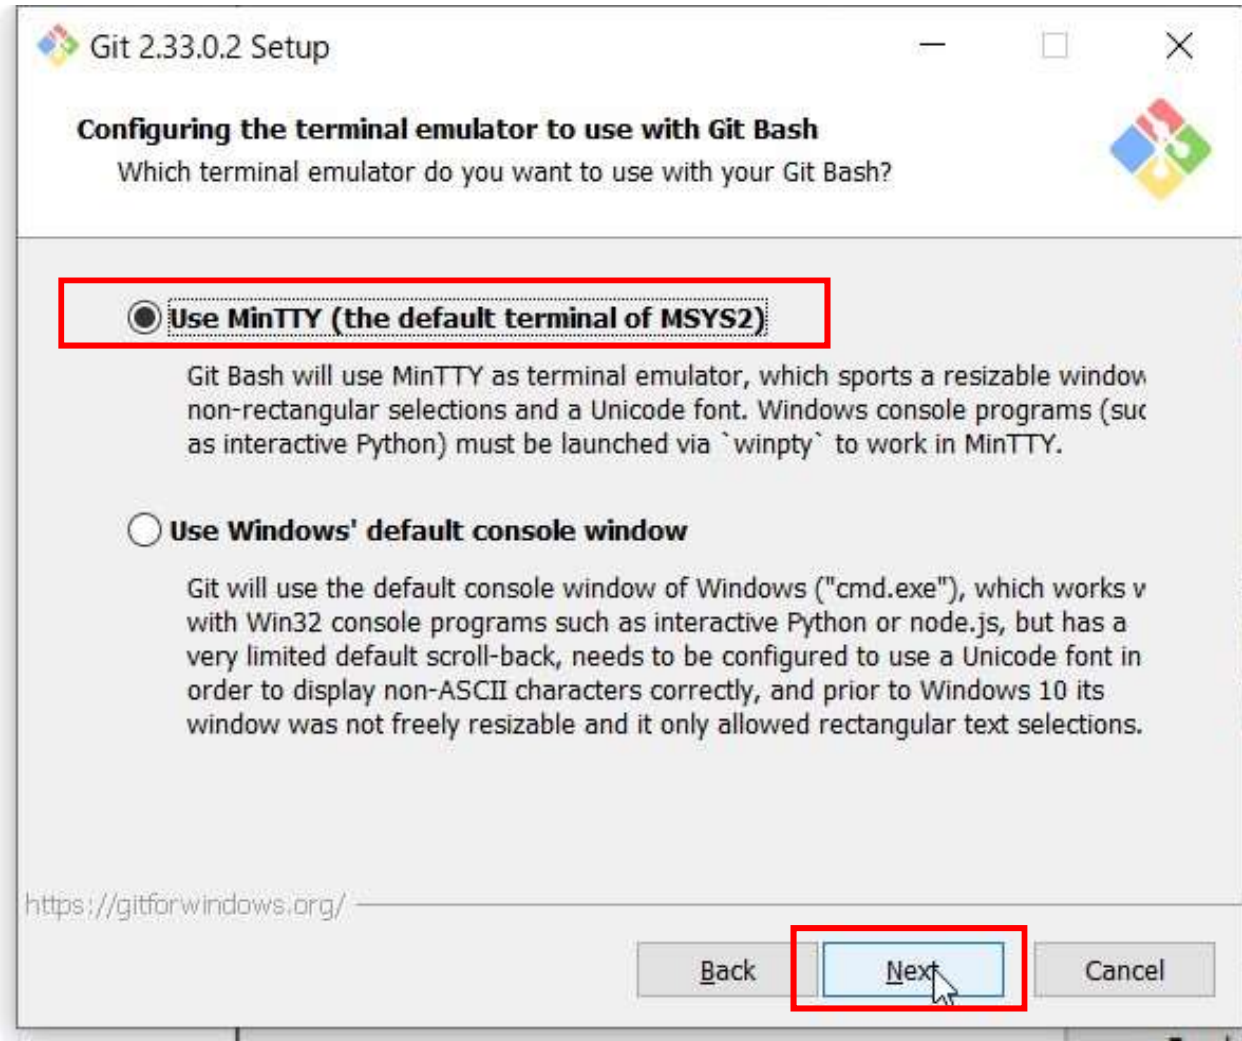 Git 2.33.0.2 Setup
Configuring the terminal emulator to use with Git Bash
Which terminal emulator do you want to use with your Git Bash?
Use MinTTY (the default terminal of MSYS2)
Git Bash will use MinTTY as terminal emulator, which sports a resizable window
non-rectangular selections and a Unicode font. Windows console programs (suc
as interactive Python) must be launched via `winpty` to work in MinTTY.
Use Windows' default console window
Git will use the default console window of Windows ("cmd.exe"), which works w
with Win32 console programs such as interactive Python or node.js, but has a
very limited default scroll-back, needs to be configured to use a Unicode font in
order to display non-ASCII characters correctly, and prior to Windows 10 its
window was not freely resizable and it only allowed rectangular text selections.
https://gitforwindows.org/
Back Next Cancel